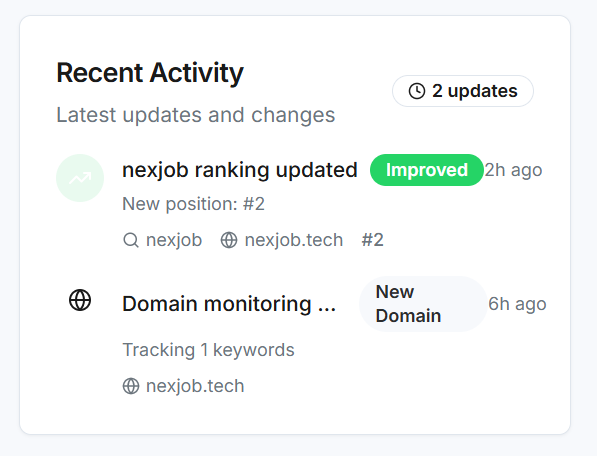 Recent Activity
2 updates
Latest updates and changes
nexjob ranking updated Improved 2h ago
New position: #2
nexjob nexjob.tech #2
Domain monitoring ... New Domain 6h ago
Tracking 1 keywords
nexjob.tech